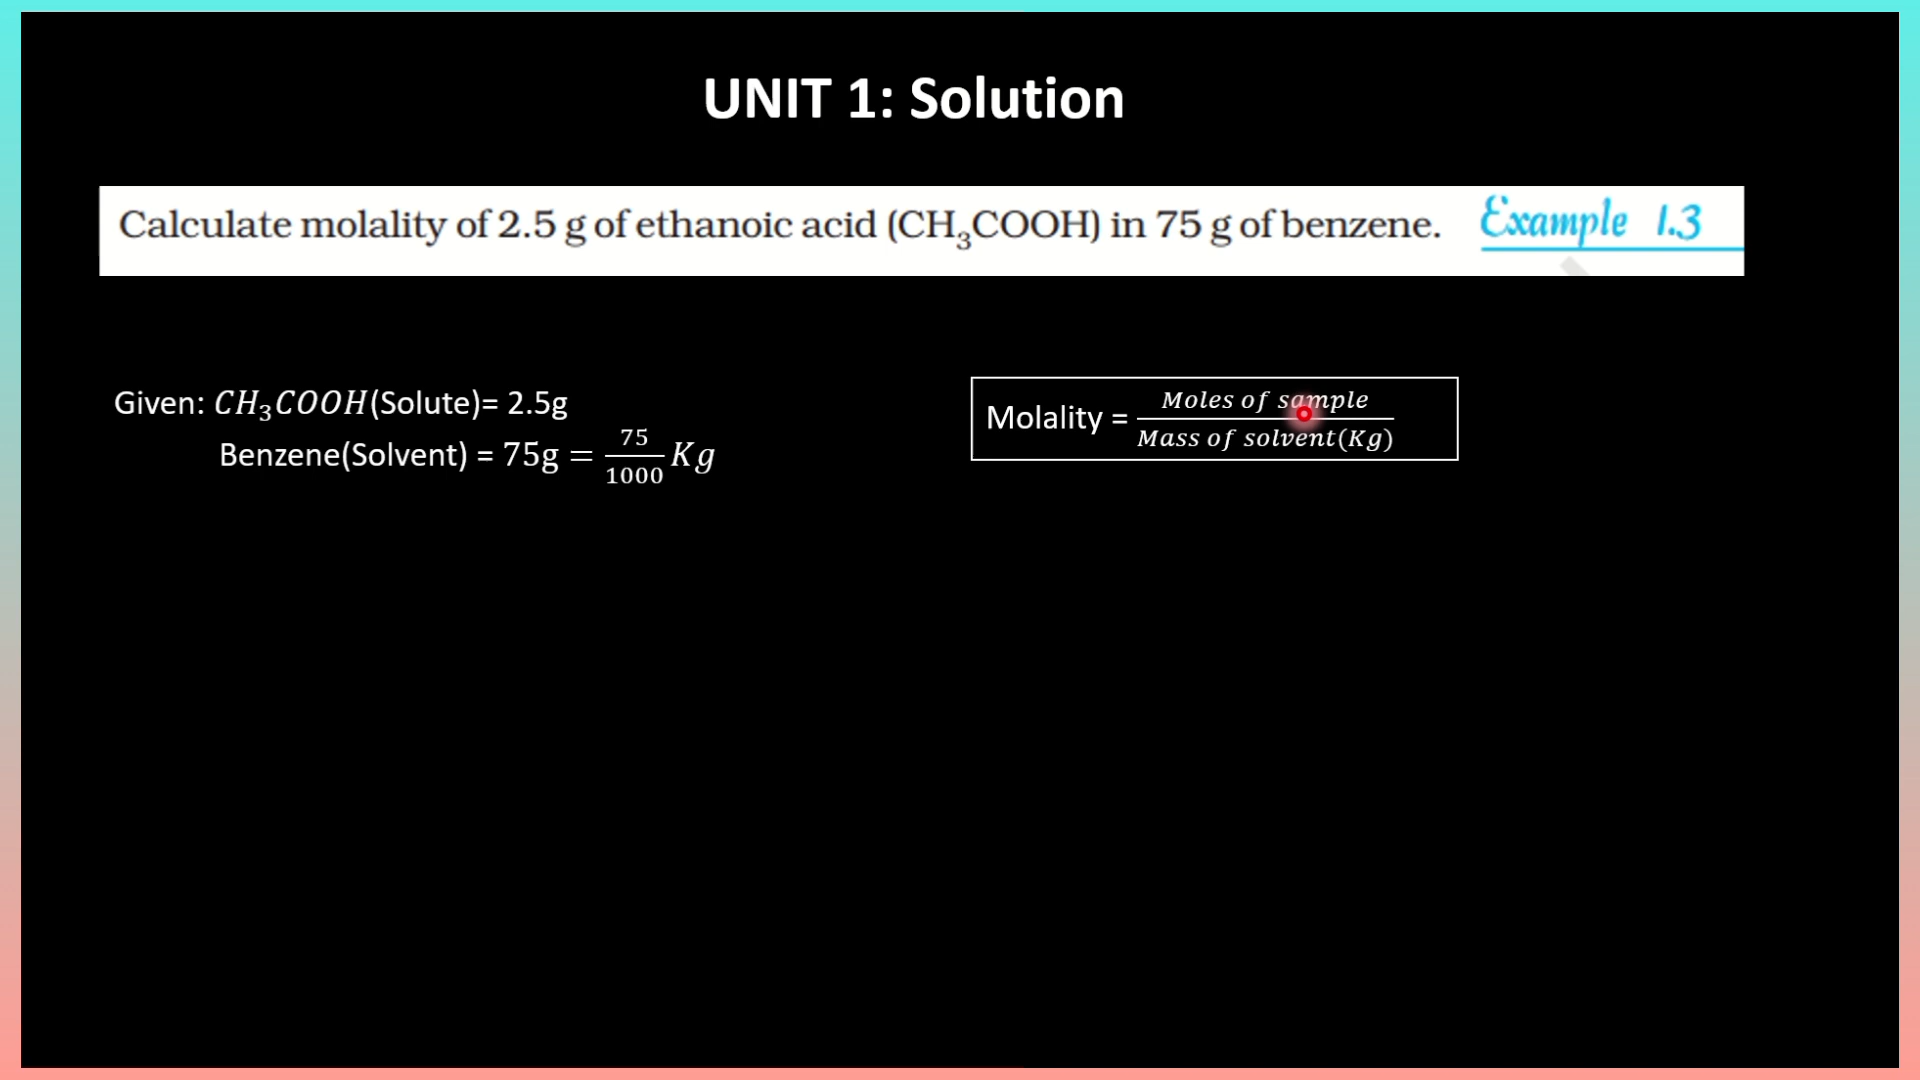 UNIT 1: Solution
Calculate molality of 2.5 g of ethanoic acid (CH₃COOH) in 75 g of benzene. Example 1.3
Given: CH₃COOH(Solute)= 2.5g
Molality = Moles of sample / Mass of solvent(Kg)
Benzene(Solvent) = 75g = 75/1000 Kg